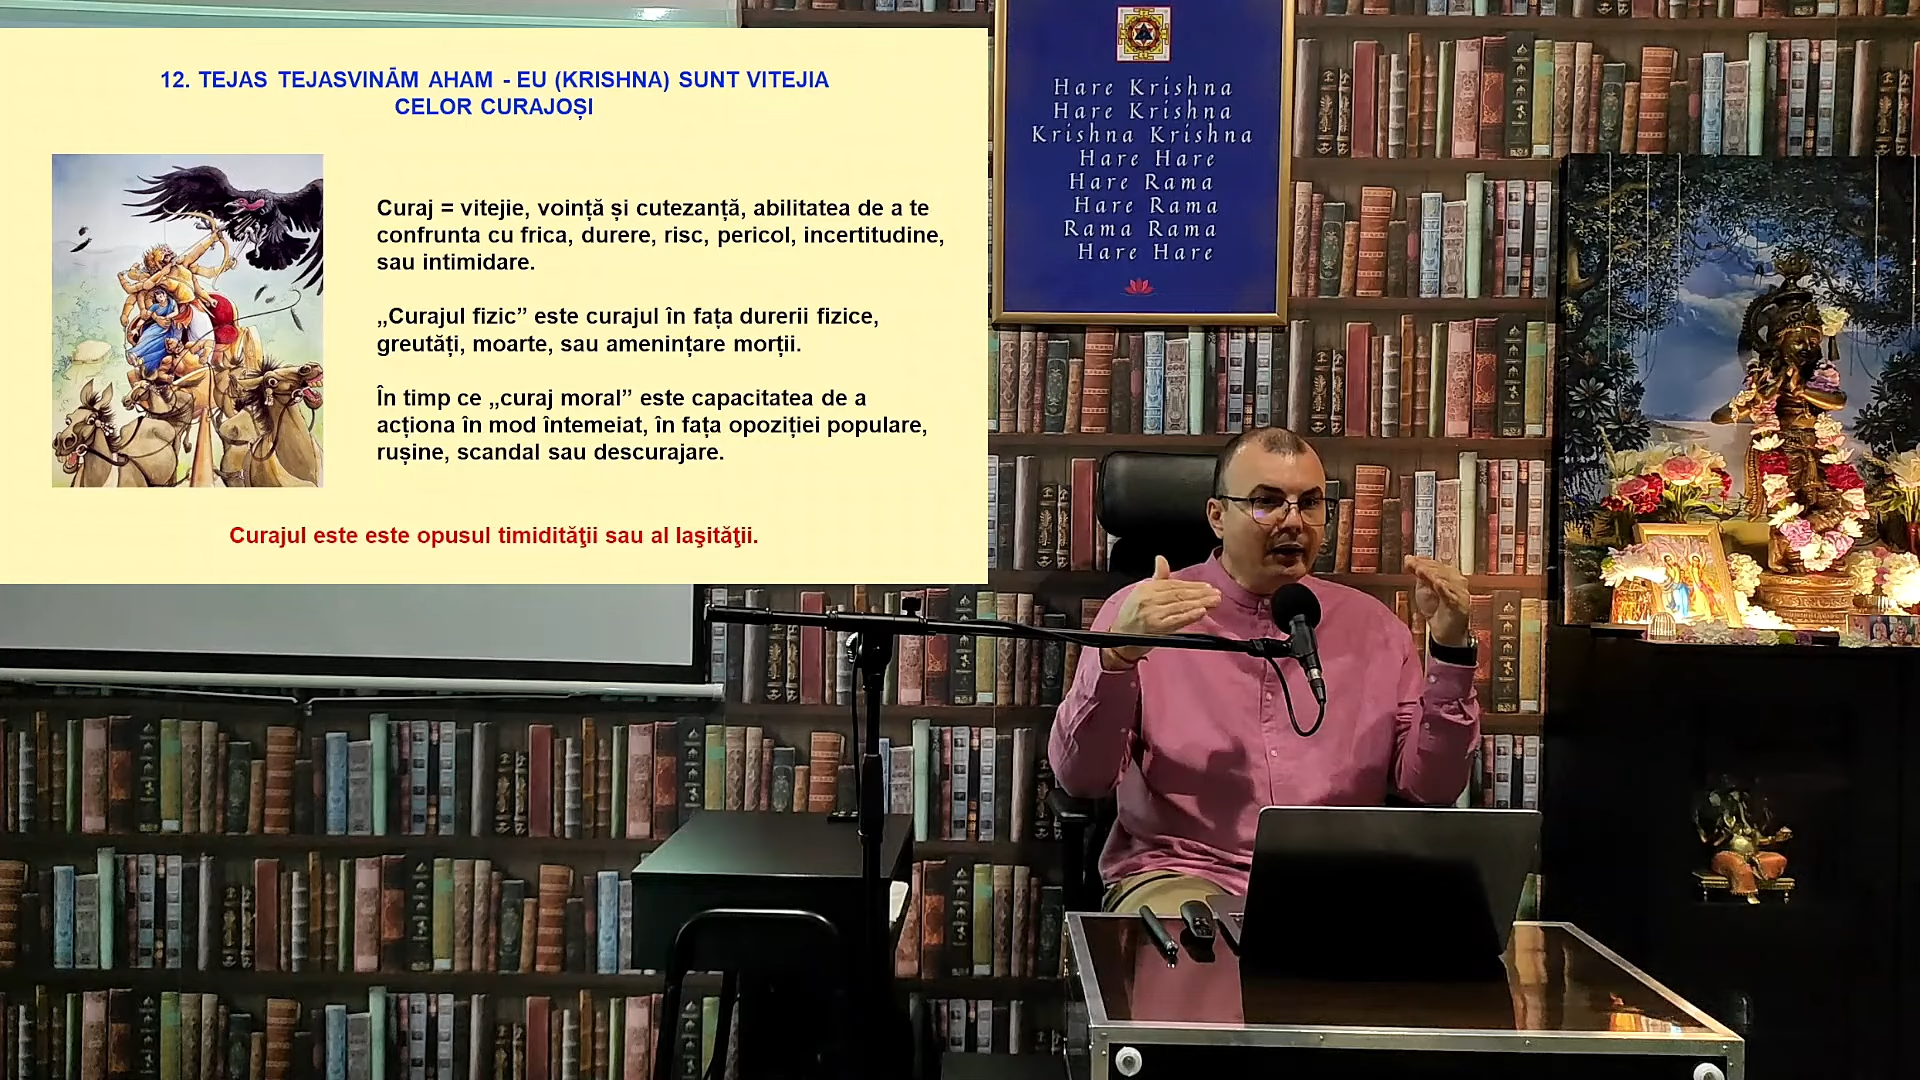 12. TEJAS TEJASVINĀM AHAM - EU (KRISHNA) SUNT VITEJIA
CELOR CURAJOȘI
Curaj = vitejie, voință și cutezanță, abilitatea de a te
confrunta cu frica, durere, risc, pericol, incertitudine,
sau intimidare.
„Curajul fizic” este curajul în fața durerii fizice,
greutăți, moarte, sau amenințare morții.
În timp ce „curaj moral” este capacitatea de a
acționa în mod întemeiat, în fața opoziției populare,
rușine, scandal sau descurajare.
Curajul este este opusul timidităţii sau al laşităţii.
Hare Krishna
Hare Krishna
Krishna Krishna
Hare Hare
Hare Rama
Hare Rama
Rama Rama
Hare Hare